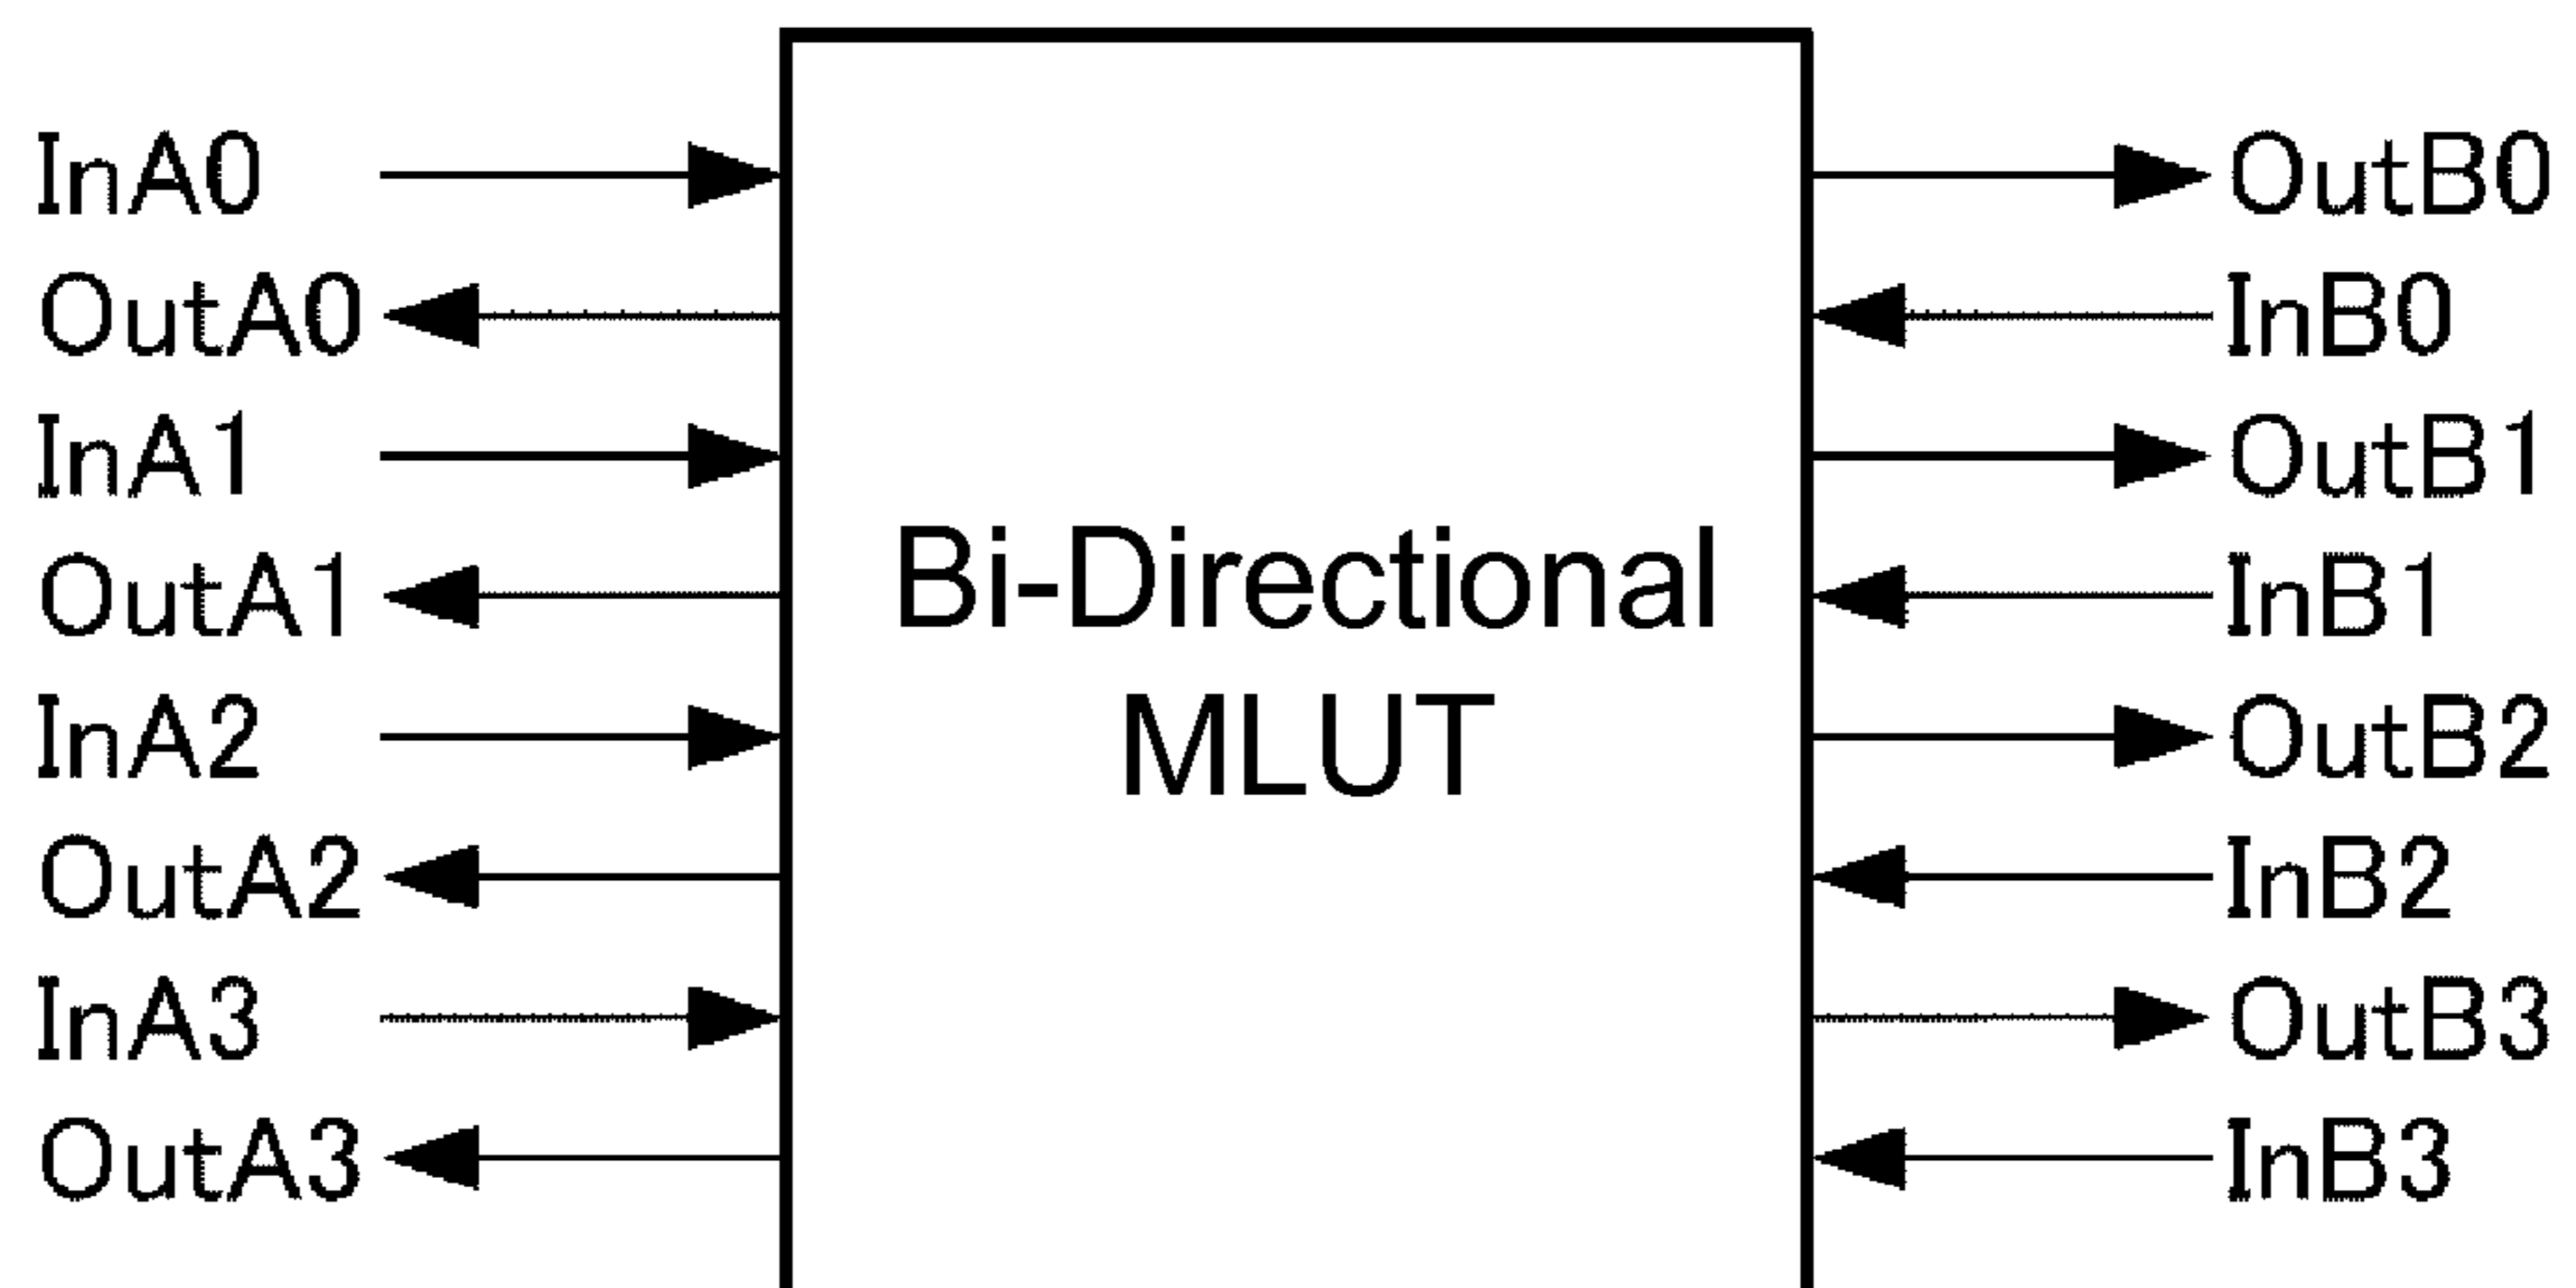 InA0
OutA0
InA1
OutA1
InA2
OutA2
InA3
OutA3
Bi-Directional
MLUT
OutB0
InB0
OutB1
InB1
OutB2
InB2
OutB3
InB3